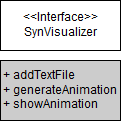 <<Interface>>
SynVisualizer
+ addTextFile
+ generateAnimation
+ showAnimation